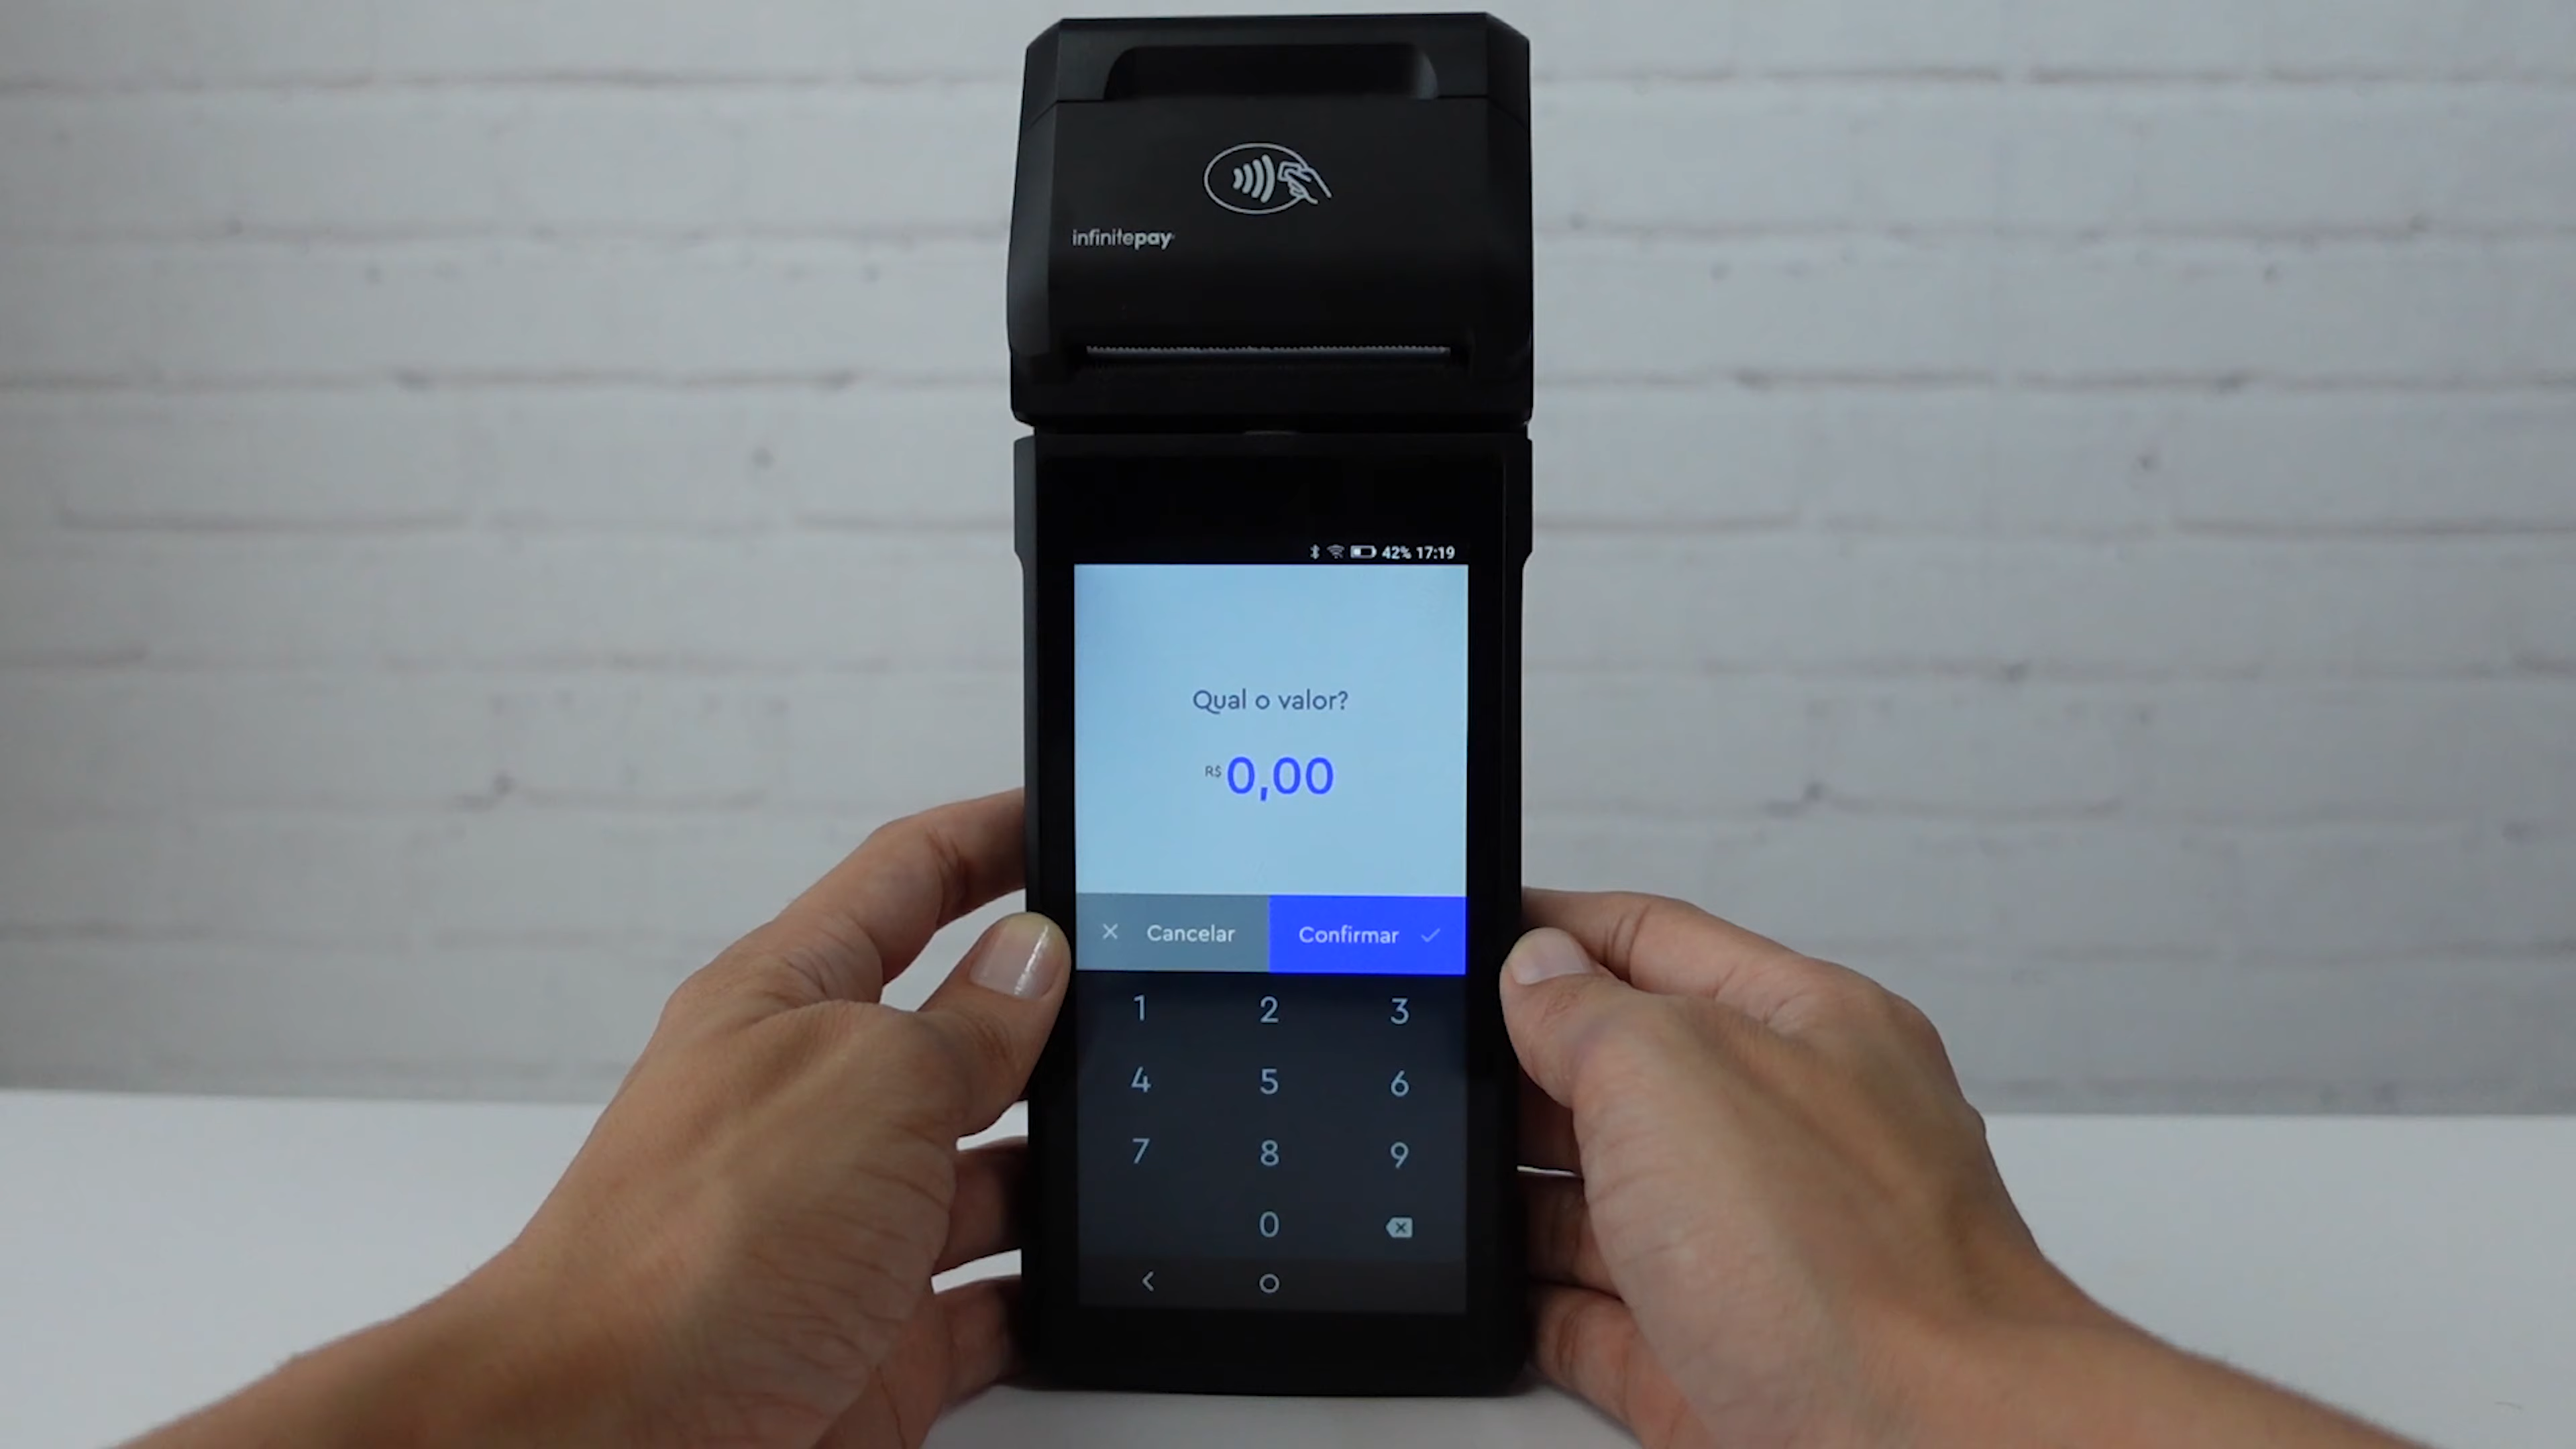 infinitepay
42% 17:19
Qual o valor?
R$ 0,00
Cancelar
Confirmar
1 2 3
4 5 6
7 8 9
0